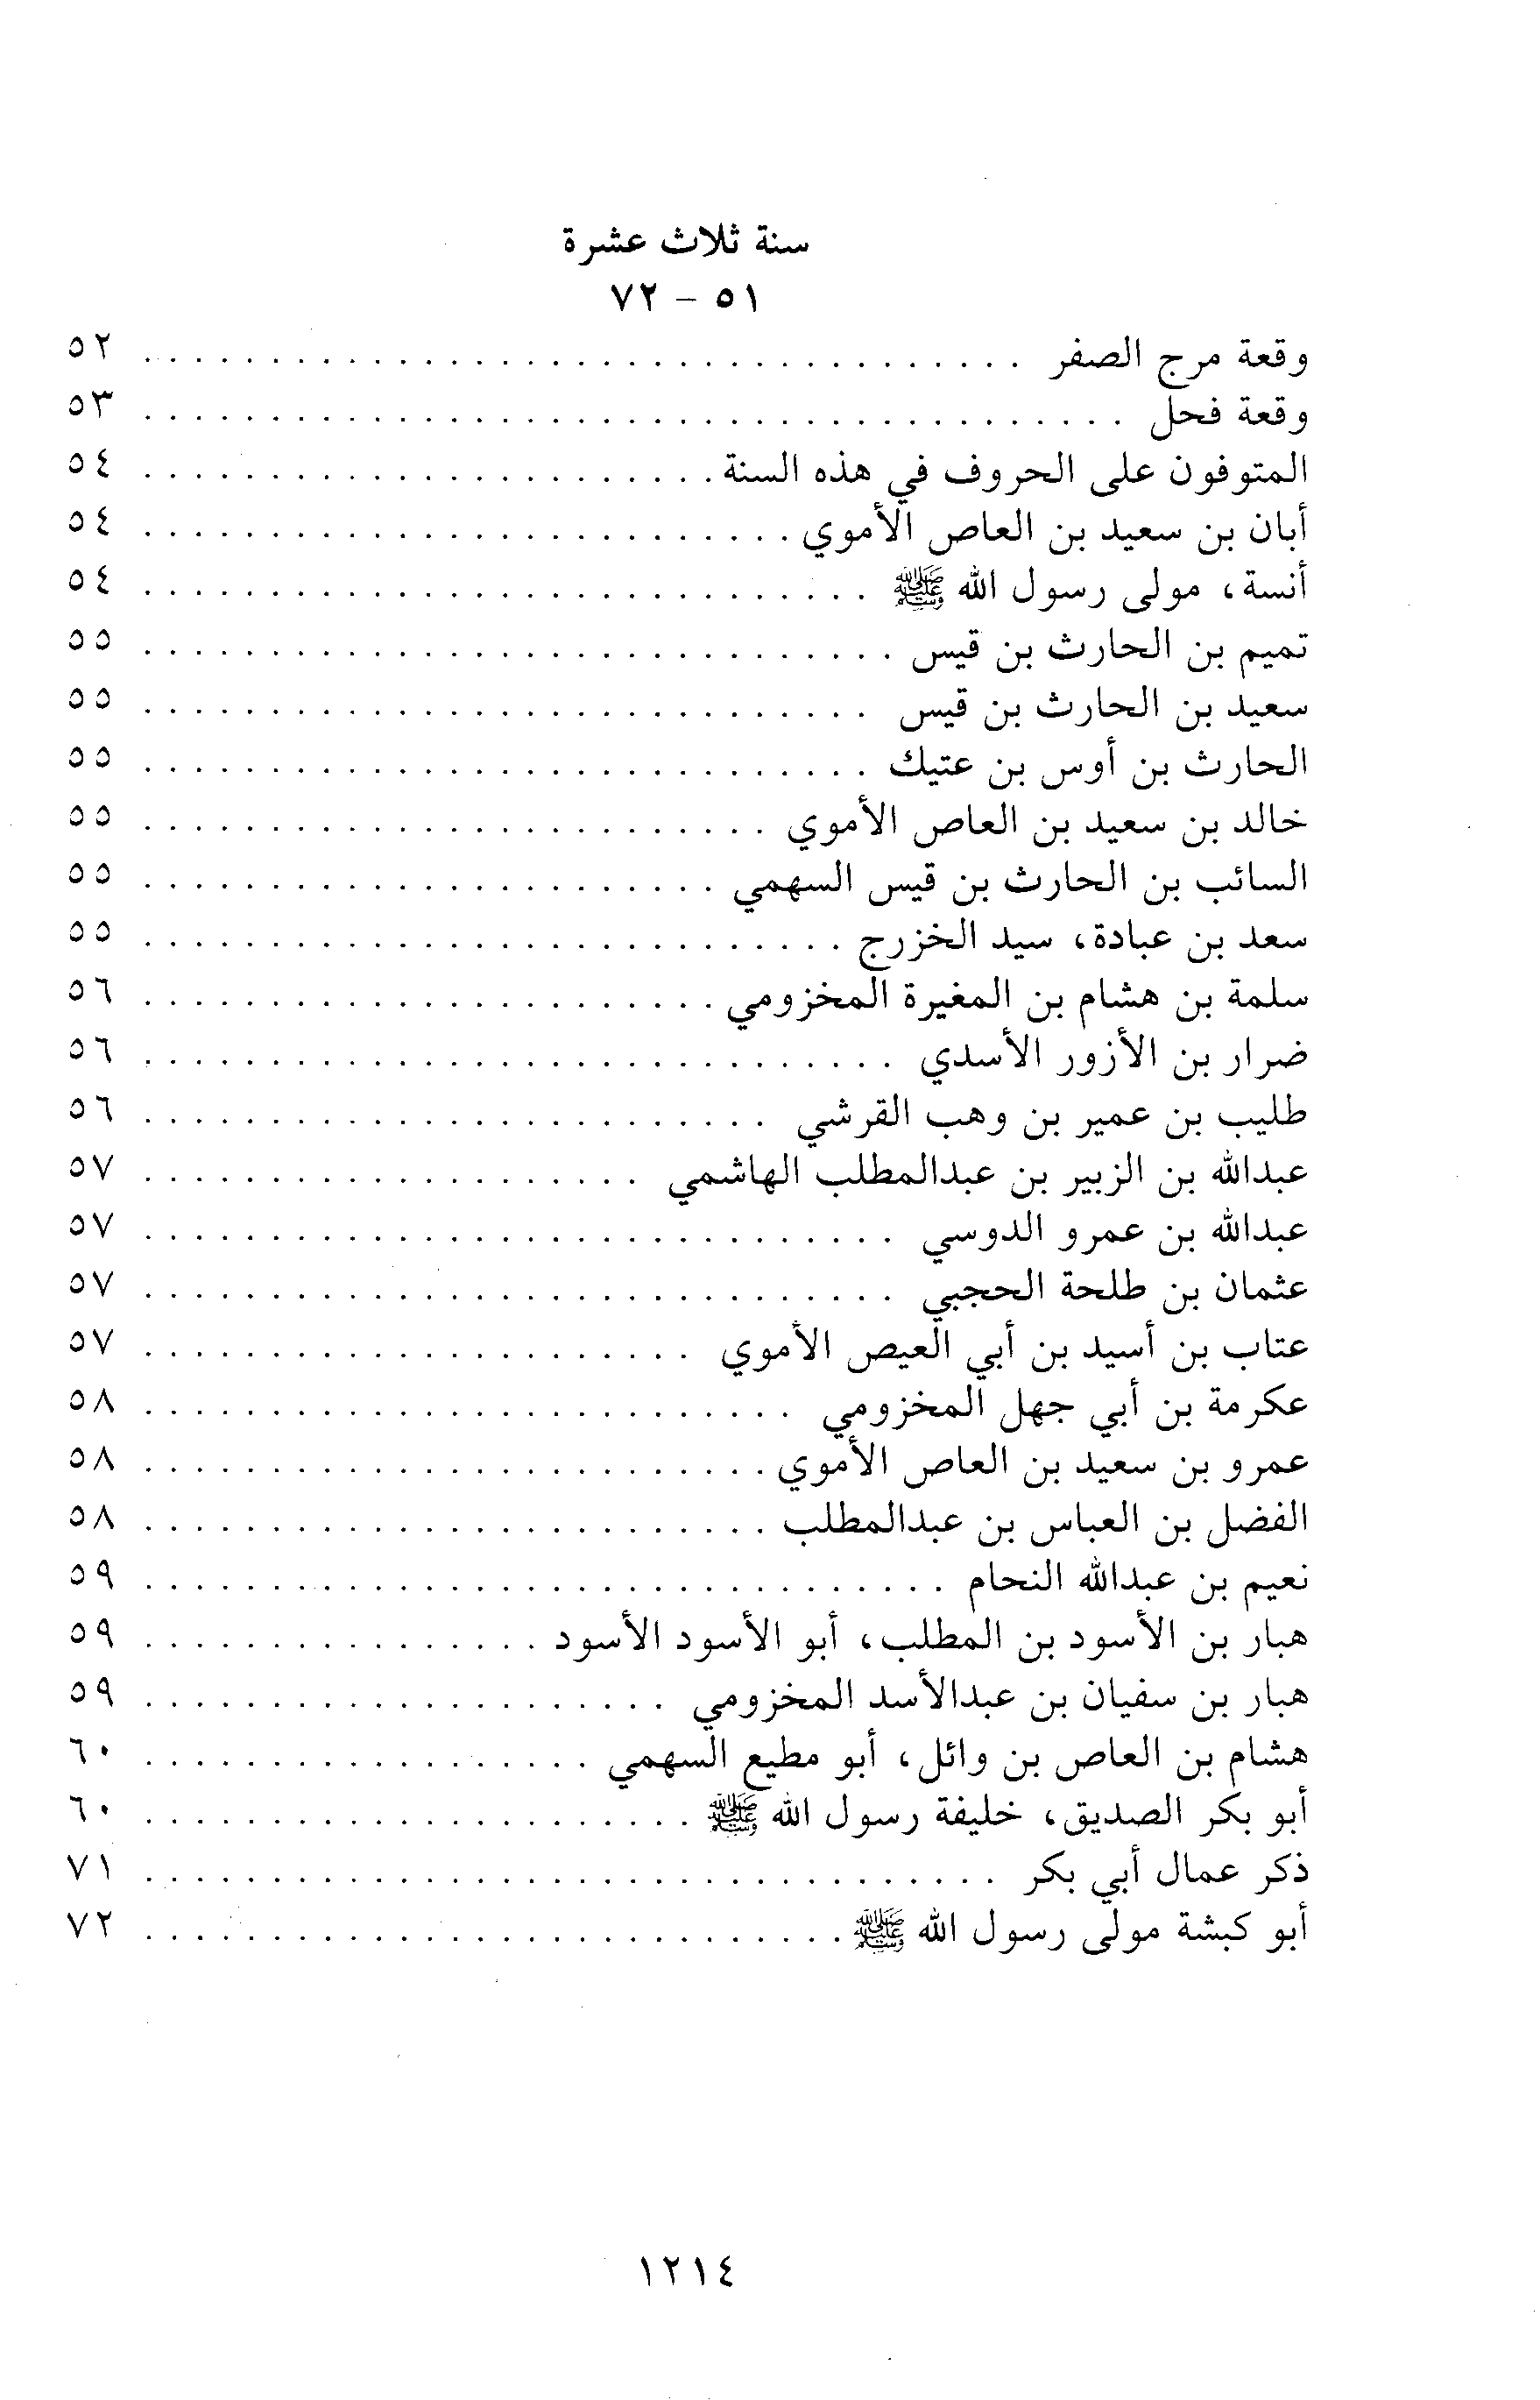 سنة ثلاث عشرة
٥١ - ٧٢
وقعة مرج الصفر . . . . . . . . . . . . . . . . . . . . . . . . . . . . . . . . . . ٥٢
وقعة فحل . . . . . . . . . . . . . . . . . . . . . . . . . . . . . . . . . . . . . . ٥٣
المتوفون على الحروف في هذه السنة . . . . . . . . . . . . . . . . . . . . . . ٥٤
أبان بن سعيد بن العاص الأموي . . . . . . . . . . . . . . . . . . . . . . . . . ٥٤
أنسة، مولى رسول الله ﷺ . . . . . . . . . . . . . . . . . . . . . . . . . . . . ٥٤
تميم بن الحارث بن قيس . . . . . . . . . . . . . . . . . . . . . . . . . . . . . ٥٥
سعيد بن الحارث بن قيس . . . . . . . . . . . . . . . . . . . . . . . . . . . . ٥٥
الحارث بن أوس بن عتيك . . . . . . . . . . . . . . . . . . . . . . . . . . . . ٥٥
خالد بن سعيد بن العاص الأموي . . . . . . . . . . . . . . . . . . . . . . . . ٥٥
السائب بن الحارث بن قيس السهمي . . . . . . . . . . . . . . . . . . . . . . ٥٥
سعد بن عبادة، سيد الخزرج . . . . . . . . . . . . . . . . . . . . . . . . . . . ٥٥
سلمة بن هشام بن المغيرة المخزومي . . . . . . . . . . . . . . . . . . . . . . ٥٦
ضرار بن الأزور الأسدي . . . . . . . . . . . . . . . . . . . . . . . . . . . . . ٥٦
طليب بن عمير بن وهب القرشي . . . . . . . . . . . . . . . . . . . . . . . . ٥٦
عبدالله بن الزبير بن عبدالمطلب الهاشمي . . . . . . . . . . . . . . . . . . . ٥٧
عبدالله بن عمرو الدوسي . . . . . . . . . . . . . . . . . . . . . . . . . . . . . ٥٧
عثمان بن طلحة الحجبي . . . . . . . . . . . . . . . . . . . . . . . . . . . . . ٥٧
عتاب بن أسيد بن أبي العيص الأموي . . . . . . . . . . . . . . . . . . . . . ٥٧
عكرمة بن أبي جهل المخزومي . . . . . . . . . . . . . . . . . . . . . . . . . ٥٨
عمرو بن سعيد بن العاص الأموي . . . . . . . . . . . . . . . . . . . . . . . . ٥٨
الفضل بن العباس بن عبدالمطلب . . . . . . . . . . . . . . . . . . . . . . . . ٥٨
نعيم بن عبدالله النحام . . . . . . . . . . . . . . . . . . . . . . . . . . . . . . . ٥٩
هبار بن الأسود بن المطلب، أبو الأسود الأسود . . . . . . . . . . . . . . . ٥٩
هبار بن سفيان بن عبدالأسد المخزومي . . . . . . . . . . . . . . . . . . . . ٥٩
هشام بن العاص بن وائل، أبو مطيع السهمي . . . . . . . . . . . . . . . . . ٦٠
أبو بكر الصديق، خليفة رسول الله ﷺ . . . . . . . . . . . . . . . . . . . . . ٦٠
ذكر عمال أبي بكر . . . . . . . . . . . . . . . . . . . . . . . . . . . . . . . . . ٧١
أبو كبشة مولى رسول الله ﷺ . . . . . . . . . . . . . . . . . . . . . . . . . . . ٧٢
١٢١٤